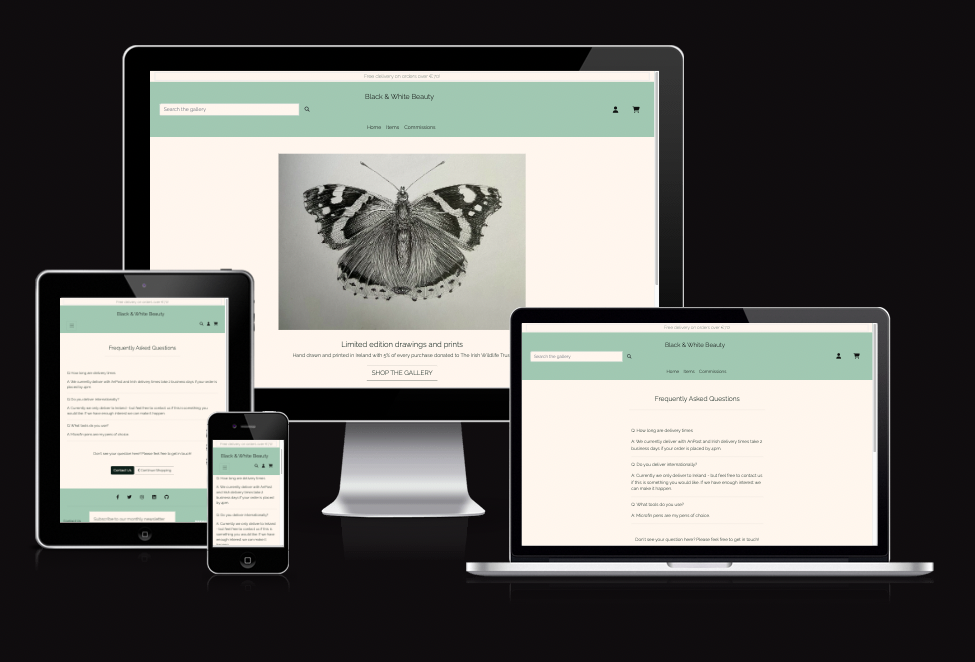 Free delivery on orders over €70!
Black & White Beauty
Search the gallery
Home Items Commissions
Limited edition drawings and prints
Hand drawn and printed in Ireland with 5% of every purchase donated to The Irish Wildlife Trus
SHOP THE GALLERY
Free delivery on orders over €70!
Black & White Beauty
Frequently Asked Questions
Q: How long are delivery times
A: We currently deliver with AnPost and Irish delivery times take 2 business days if your order is
placed by 4pm.
Q: Do you deliver internationally?
A: Currently we only deliver to Ireland - but feel free to contact us if this is something you
would like. If we have enough interest we can make it happen.
Q: What tools do you use?
A: Microfin pens are my pens of choice.
Don't see your question here? Please feel free to get in touch!
Contact Us
Continue Shopping
Subscribe to our monthly newsletter
Free delivery on orders over €70!
Black & White Beauty
Q: How long are delivery times
A: We currently deliver with AnPost
and Irish delivery times take 2
business days if your order is placed
by 4pm.
Q: Do you deliver internationally?
A: Currently we only deliver to Ireland
- but feel free to contact us if this is
something you would like. If we have
enough interest we can make it
happen.
Free delivery on orders over €70!
Black & White Beauty
Search the gallery
Home Items Commissions
Frequently Asked Questions
Q: How long are delivery times
A: We currently deliver with AnPost and Irish delivery times take 2
business days if your order is placed by 4pm.
Q: Do you deliver internationally?
A: Currently we only deliver to Ireland - but feel free to contact us
if this is something you would like. If we have enough interest we
can make it happen.
Q: What tools do you use?
A: Microfin pens are my pens of choice.
Don't see your question here? Please feel free to get in touch!